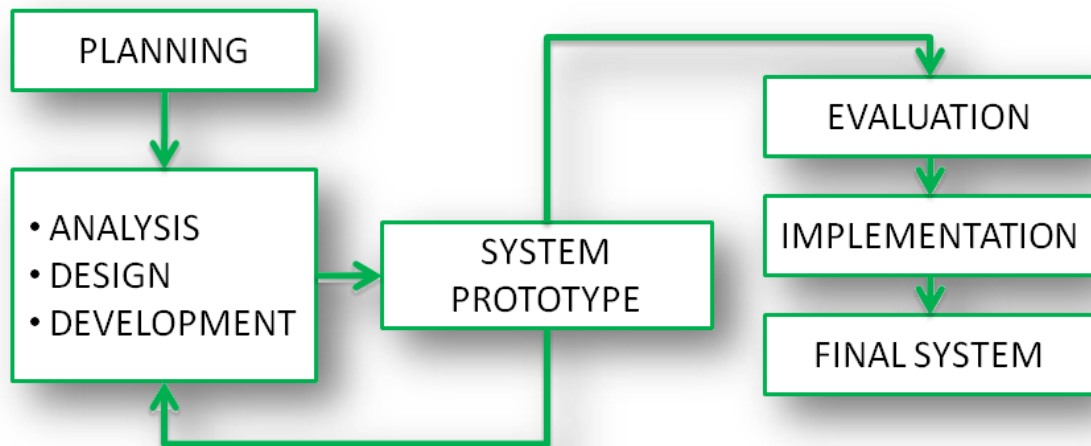 PLANNING
• ANALYSIS
• DESIGN
• DEVELOPMENT
SYSTEM
PROTOTYPE
EVALUATION
IMPLEMENTATION
FINAL SYSTEM